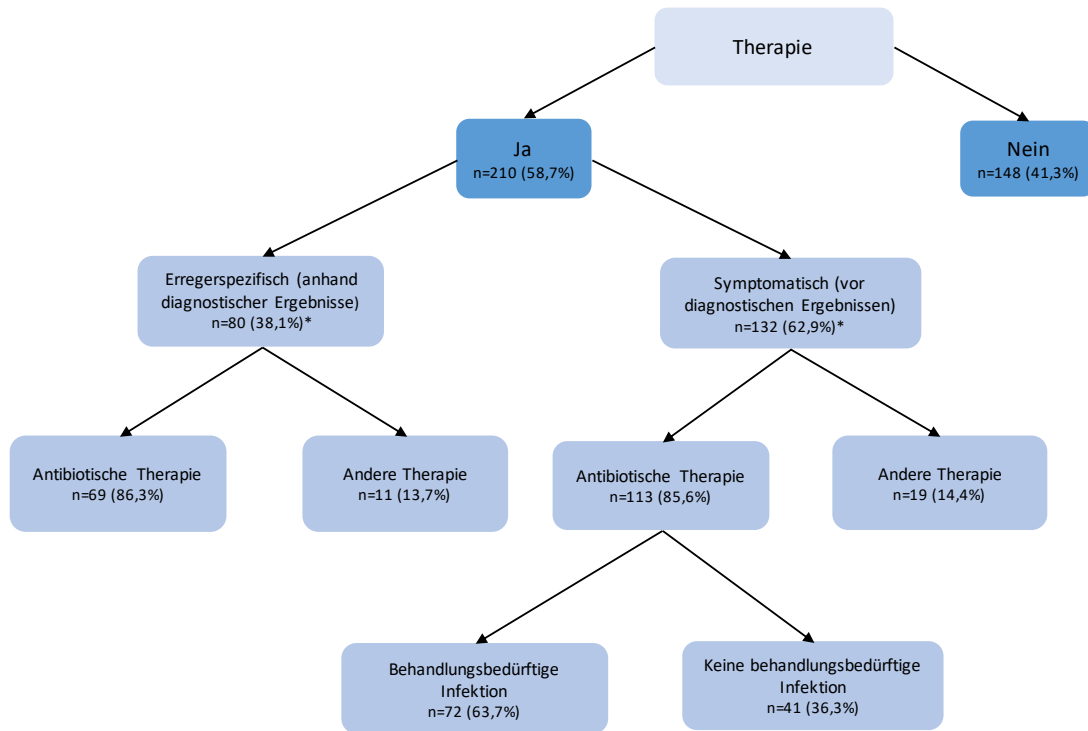 Therapie
Ja
n=210 (58,7%)
Nein
n=148 (41,3%)
Erregerspezifisch (anhand
diagnostischer Ergebnisse)
n=80 (38,1%)*
Symptomatisch (vor
diagnostischen Ergebnissen)
n=132 (62,9%)*
Antibiotische Therapie
n=69 (86,3%)
Andere Therapie
n=11 (13,7%)
Antibiotische Therapie
n=113 (85,6%)
Andere Therapie
n=19 (14,4%)
Behandlungsbedürftige
Infektion
n=72 (63,7%)
Keine behandlungsbedürftige
Infektion
n=41 (36,3%)